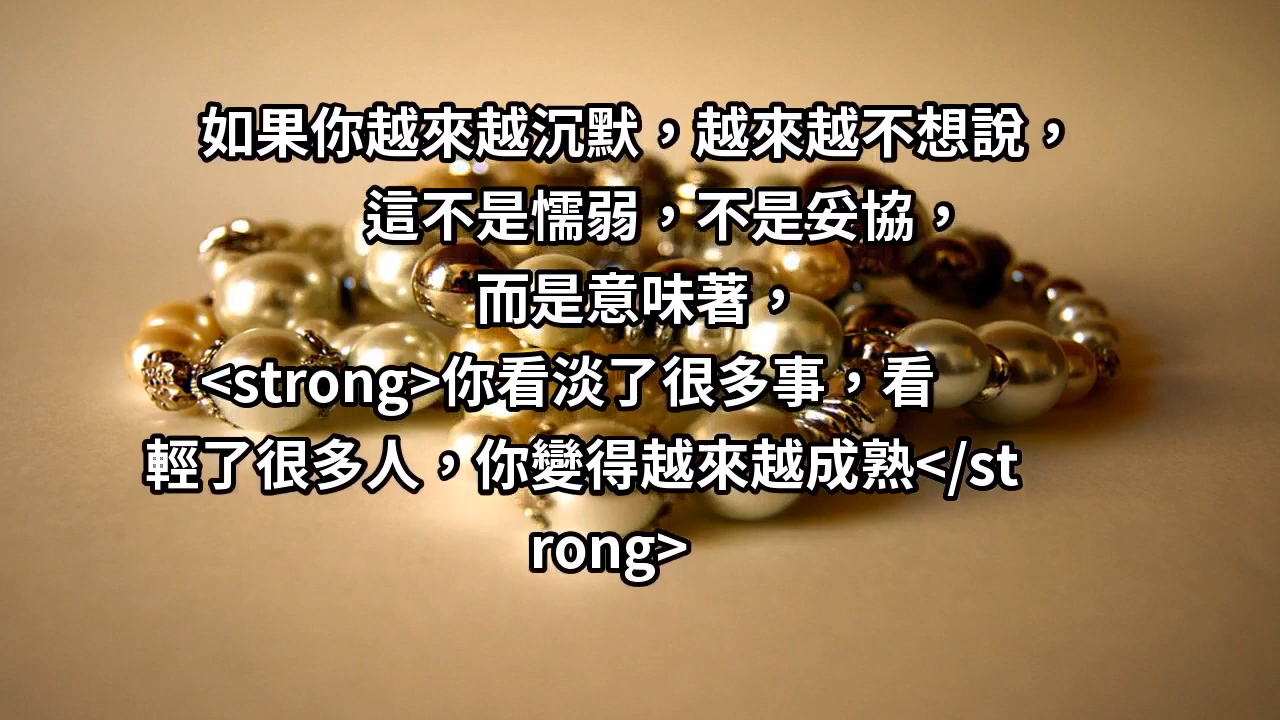 如果你越來越沉默，越來越不想說，
這不是懦弱，不是妥協，
而是意味著，
<strong>你看淡了很多事，看
輕了很多人，你變得越來越成熟</st
rong>